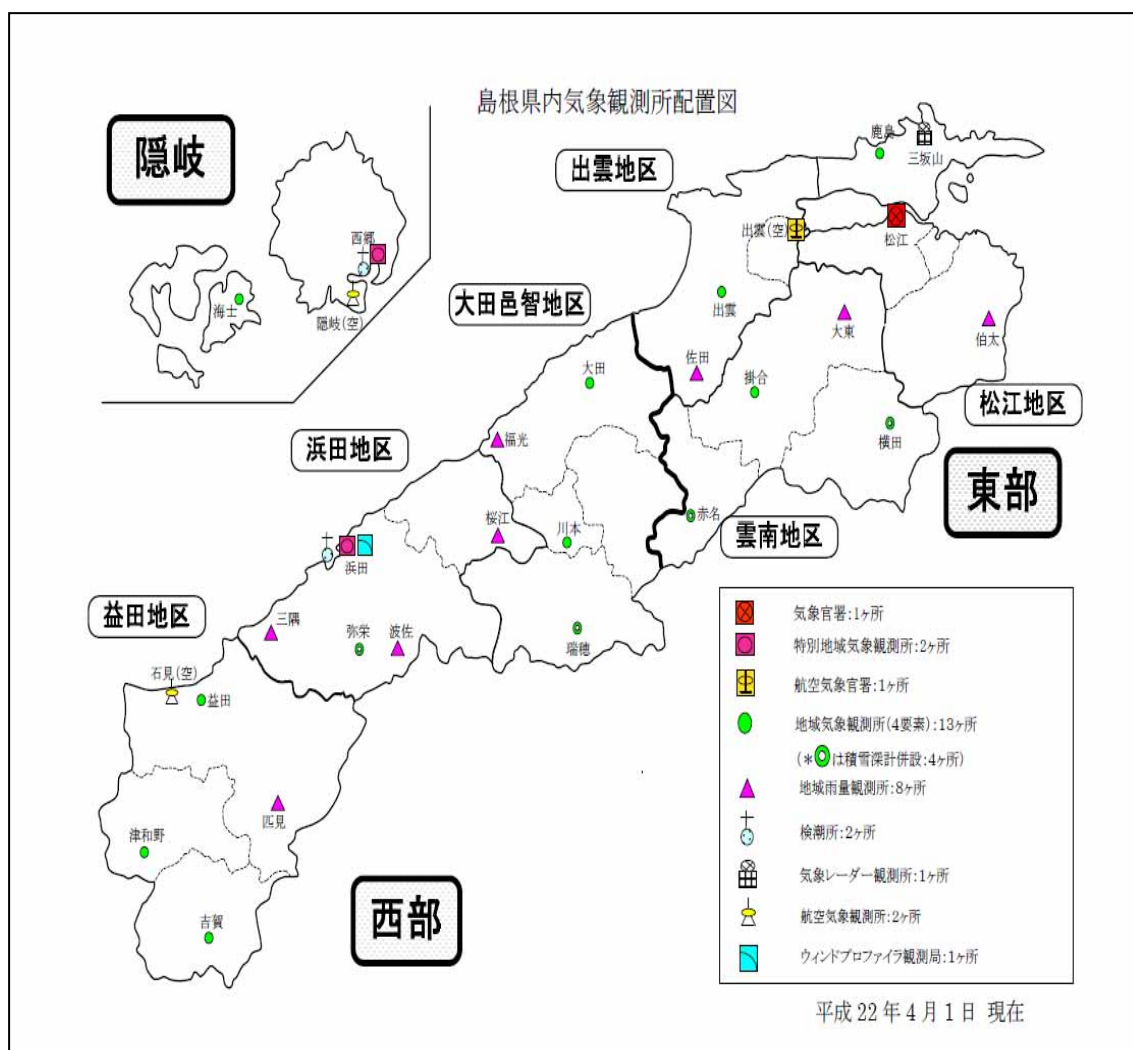 島根県内気象観測所配置図
隠岐
西郷
海士
隠岐(空)
出雲地区
鹿島
三坂山
出雲(空)
松江
大田邑智地区
出雲
大東
伯太
佐田
大田
掛合
松江地区
横田
浜田地区
福光
東部
桜江
川本
赤名
雲南地区
浜田
益田地区
三隅
弥栄
波佐
瑞穂
石見(空)
益田
匹見
津和野
西部
吉賀
気象官署:1ヶ所
特別地域気象観測所:2ヶ所
航空気象官署:1ヶ所
地域気象観測所(4要素):13ヶ所
(*◎は積雪深計併設:4ヶ所)
地域雨量観測所:8ヶ所
検潮所:2ヶ所
気象レーダー観測所:1ヶ所
航空気象観測所:2ヶ所
ウィンドプロファイラ観測局:1ヶ所
平成22年4月1日 現在